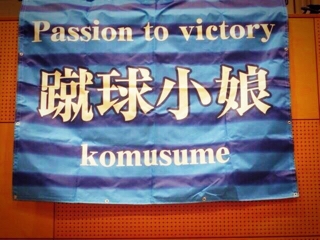 Passion to victory
蹴球小娘
komusume